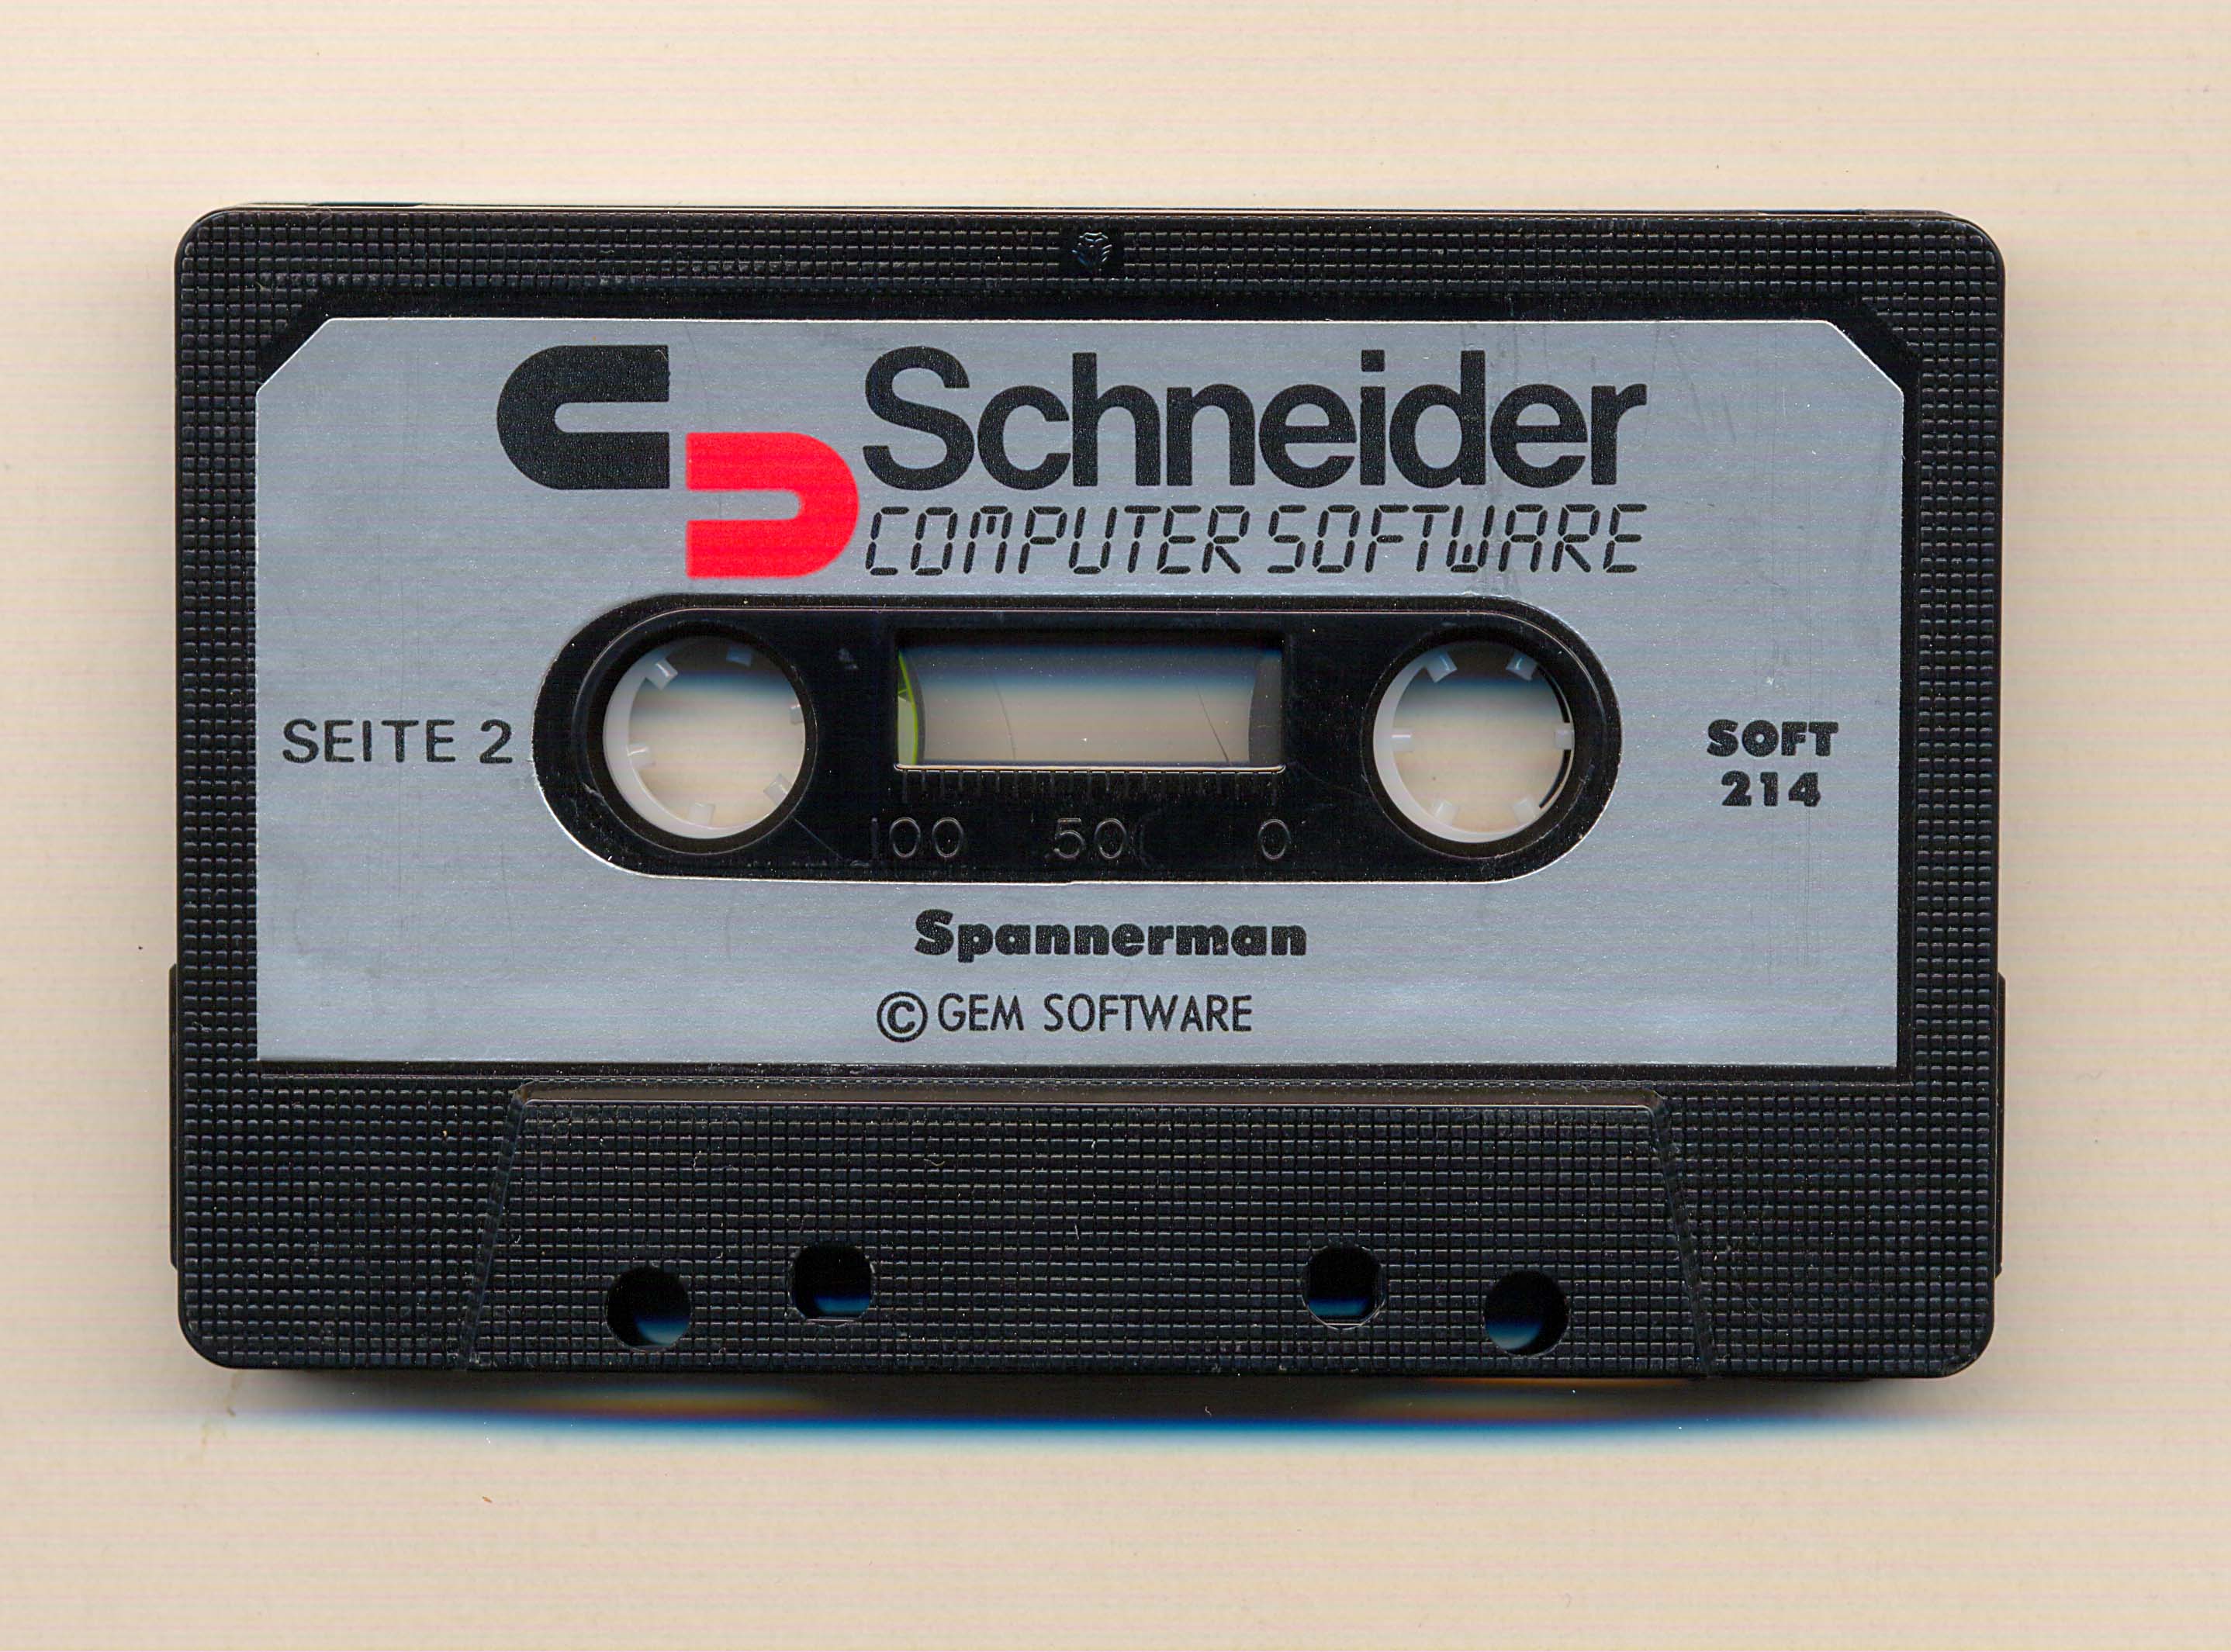 Schneider
COMPUTER SOFTWARE
SEITE 2
SOFT
214
100 50 0
Spannerman
© GEM SOFTWARE